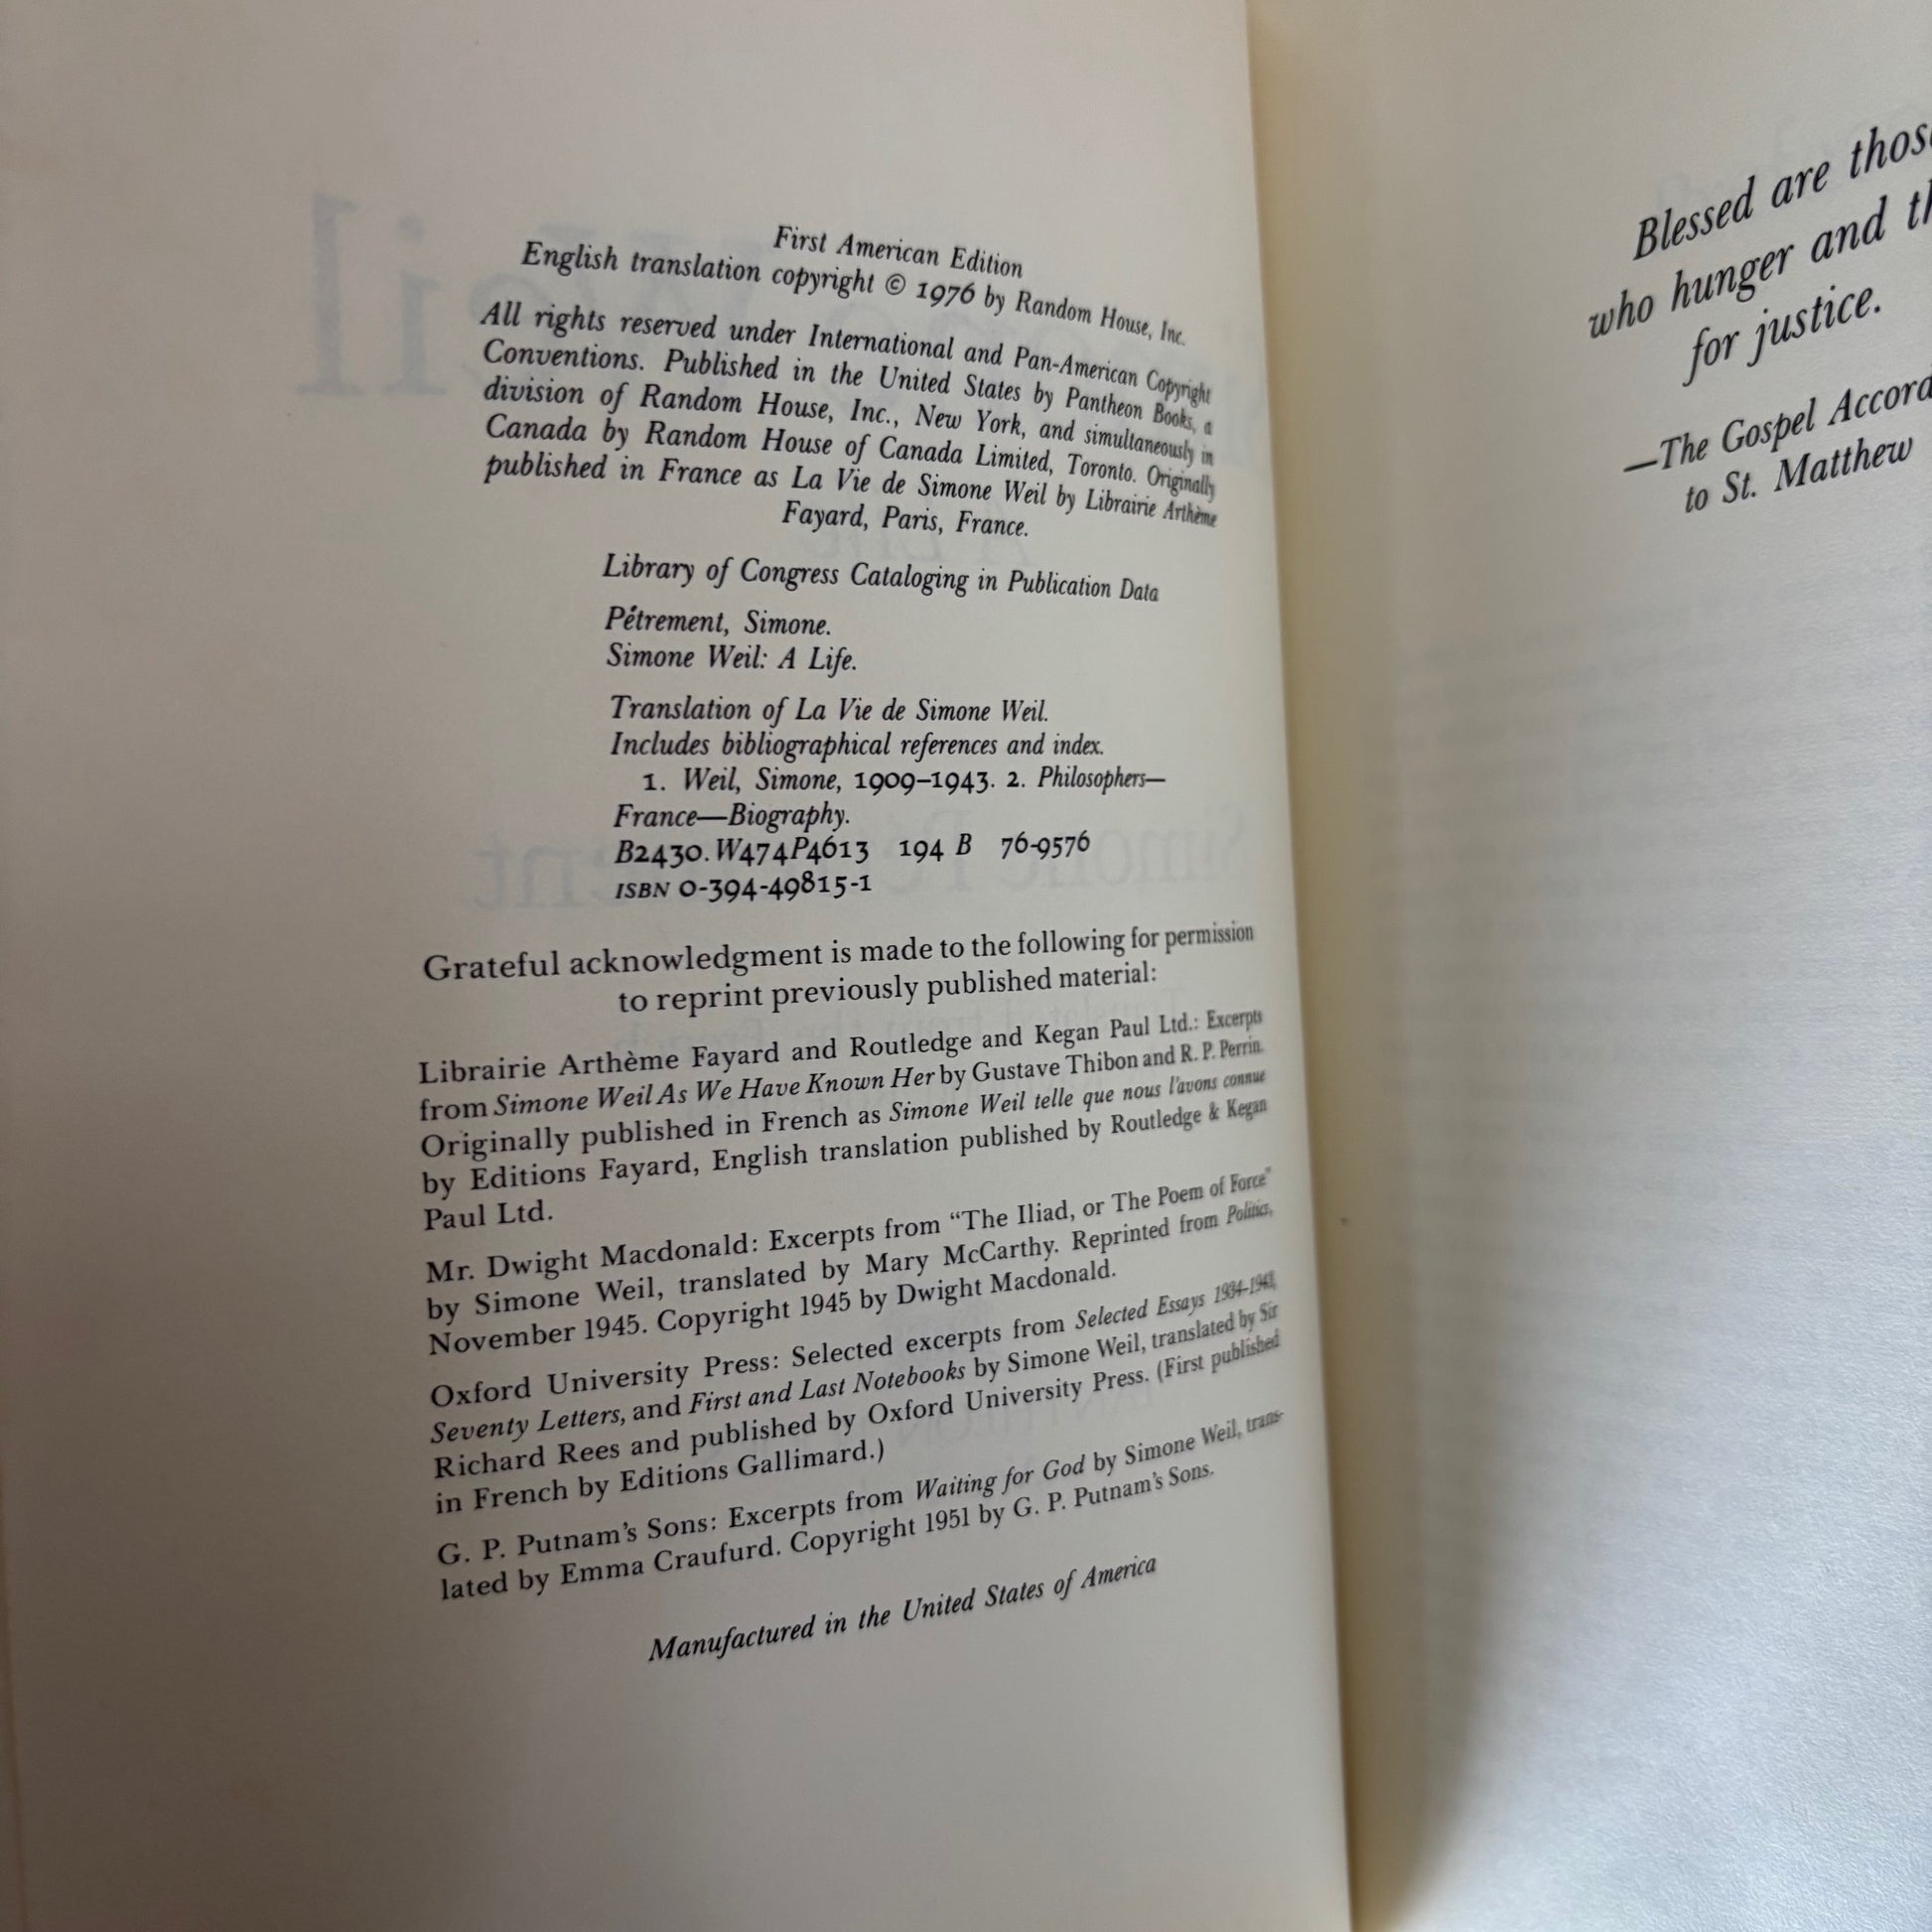 First American Edition
English translation copyright © 1976 by Random House, Inc.
All rights reserved under International and Pan-American Copyright
Conventions. Published in the United States by Pantheon Books, a
division of Random House, Inc., New York, and simultaneously in
Canada by Random House of Canada Limited, Toronto. Originally
published in France as La Vie de Simone Weil by Librairie Arthème
Fayard, Paris, France.
Library of Congress Cataloging in Publication Data
Pétrement, Simone.
Simone Weil: A Life.
Translation of La Vie de Simone Weil.
Includes bibliographical references and index.
1. Weil, Simone, 1909–1943. 2. Philosophers—
France—Biography.
B2430.W474P4613 194 B 76-9576
ISBN 0-394-49815-1
Grateful acknowledgment is made to the following for permission
to reprint previously published material:
Librairie Arthème Fayard and Routledge and Kegan Paul Ltd.: Excerpts
from Simone Weil As We Have Known Her by Gustave Thibon and R. P. Perrin.
Originally published in French as Simone Weil telle que nous l'avons connue
by Editions Fayard, English translation published by Routledge & Kegan
Paul Ltd.
Mr. Dwight Macdonald: Excerpts from “The Iliad, or The Poem of Force”
by Simone Weil, translated by Mary McCarthy. Reprinted from Politics,
November 1945. Copyright 1945 by Dwight Macdonald.
Oxford University Press: Selected excerpts from Selected Essays 1934–1943,
Seventy Letters, and First and Last Notebooks by Simone Weil, translated by Sir
Richard Rees and published by Oxford University Press. (First published
in French by Editions Gallimard.)
G. P. Putnam’s Sons: Excerpts from Waiting for God by Simone Weil, trans-
lated by Emma Craufurd. Copyright 1951 by G. P. Putnam’s Sons.
Manufactured in the United States of America
Blessed are
who hunger and
for justice.
—The Gospel
to St. Matthew